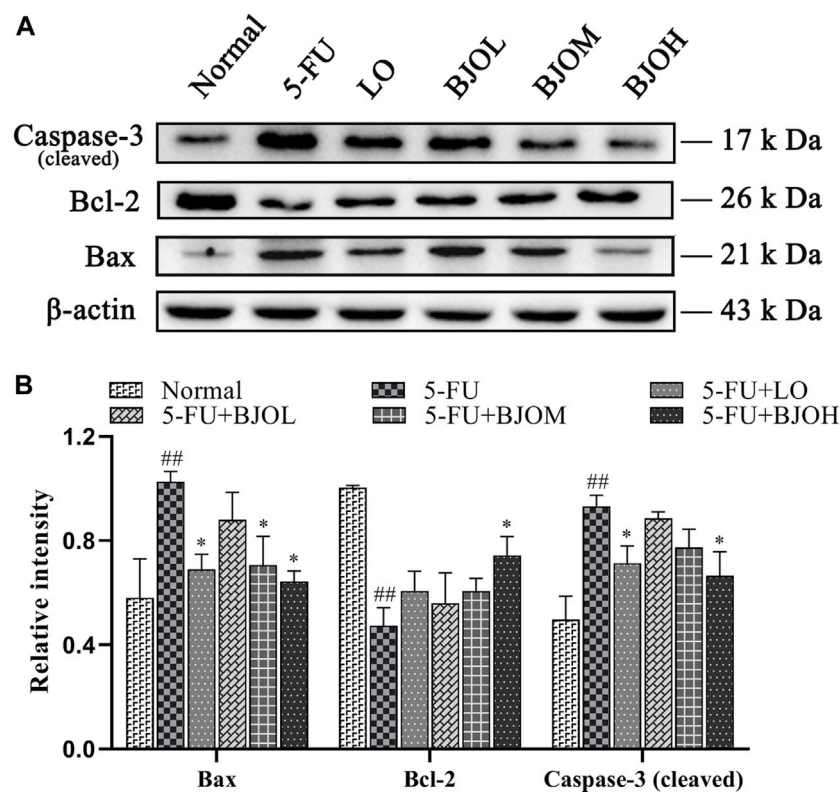 A
Normal 5-FU LO BJOL BJOM BJOH
Caspase-3 17 k Da
(cleaved)
Bcl-2 26 k Da
Bax 21 k Da
β-actin 43 k Da
B
Normal 5-FU 5-FU+LO
5-FU+BJOL 5-FU+BJOM 5-FU+BJOH
Relative intensity
1.2
0.8
0.4
0.0
## * * *
## *
## * *
Bax Bcl-2 Caspase-3 (cleaved)